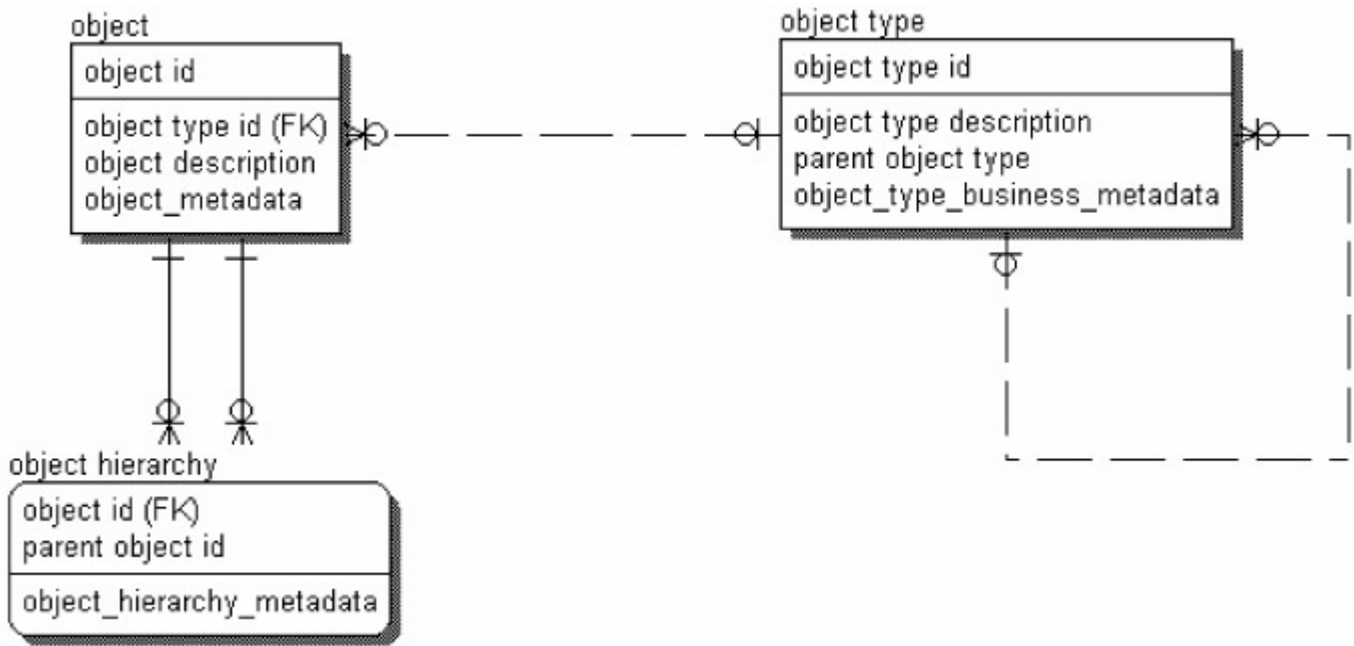 object
object id
object type id (FK)
object description
object_metadata
object type
object type id
object type description
parent object type
object_type_business_metadata
object hierarchy
object id (FK)
parent object id
object_hierarchy_metadata